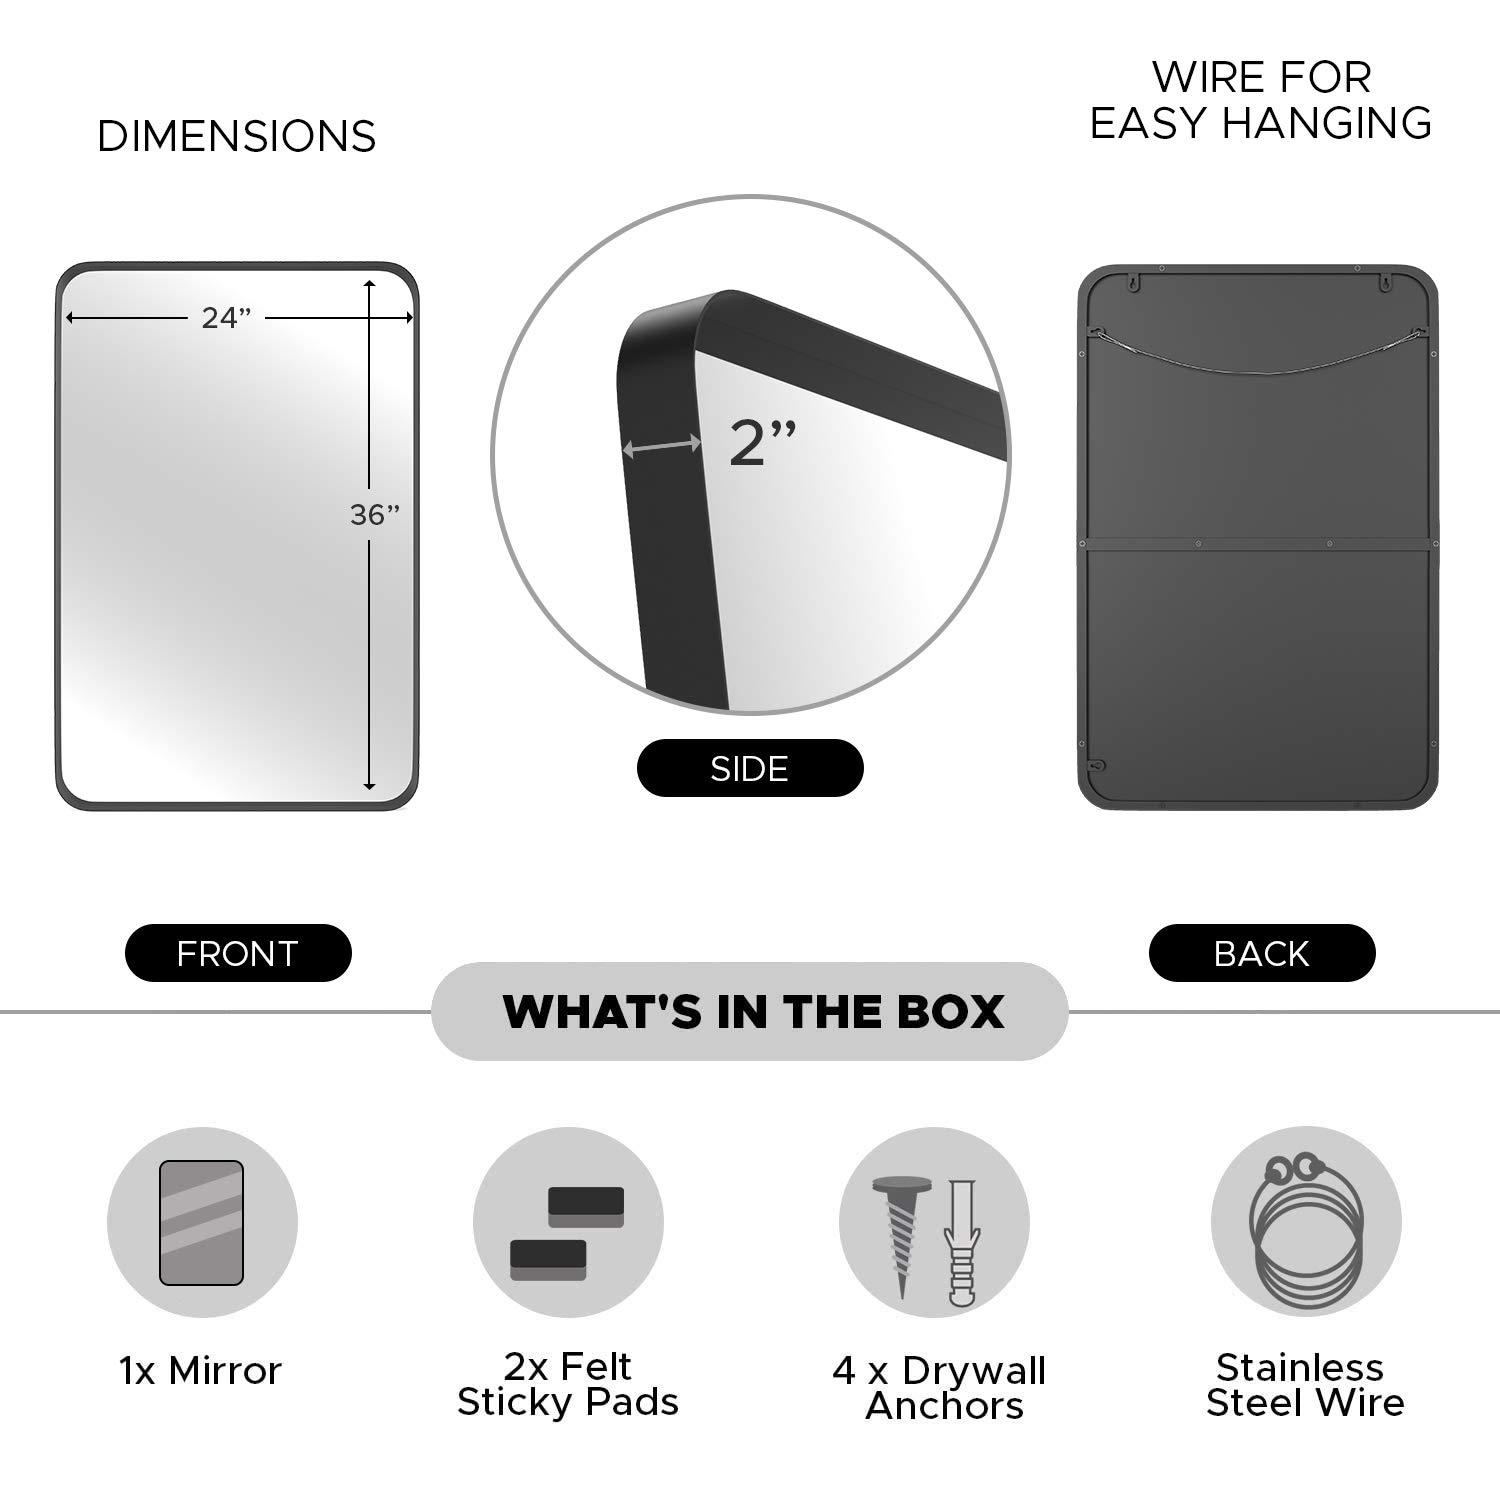 DIMENSIONS
WIRE FOR
EASY HANGING
24”
36”
2”
SIDE
FRONT
BACK
WHAT'S IN THE BOX
1x Mirror
2x Felt
Sticky Pads
4 x Drywall
Anchors
Stainless
Steel Wire